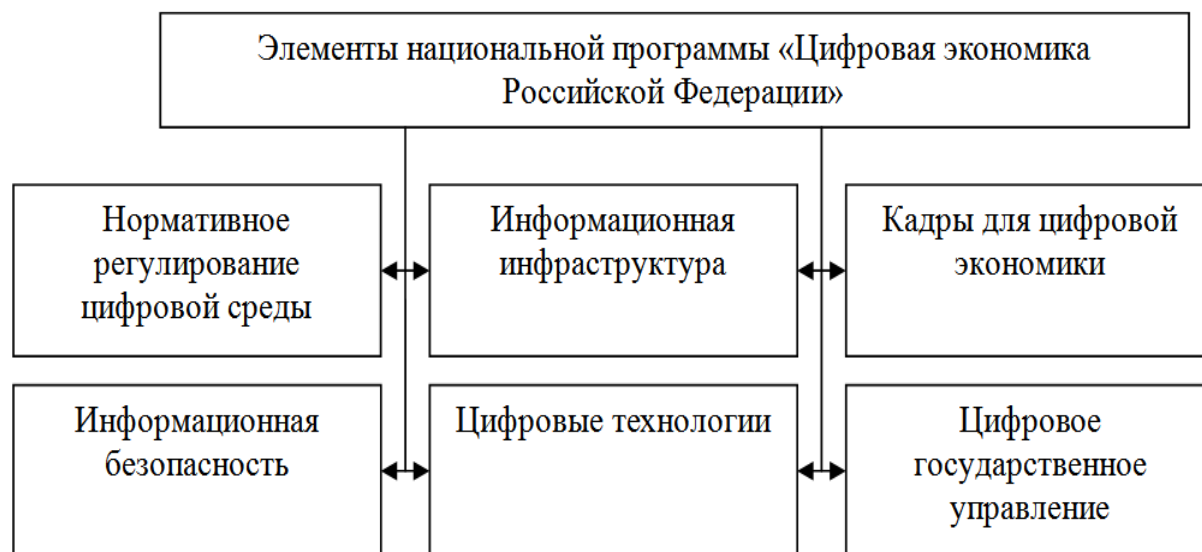 Элементы национальной программы «Цифровая экономика
Российской Федерации»
Нормативное
регулирование
цифровой среды
Информационная
инфраструктура
Кадры для цифровой
экономики
Информационная
безопасность
Цифровые технологии
Цифровое
государственное
управление